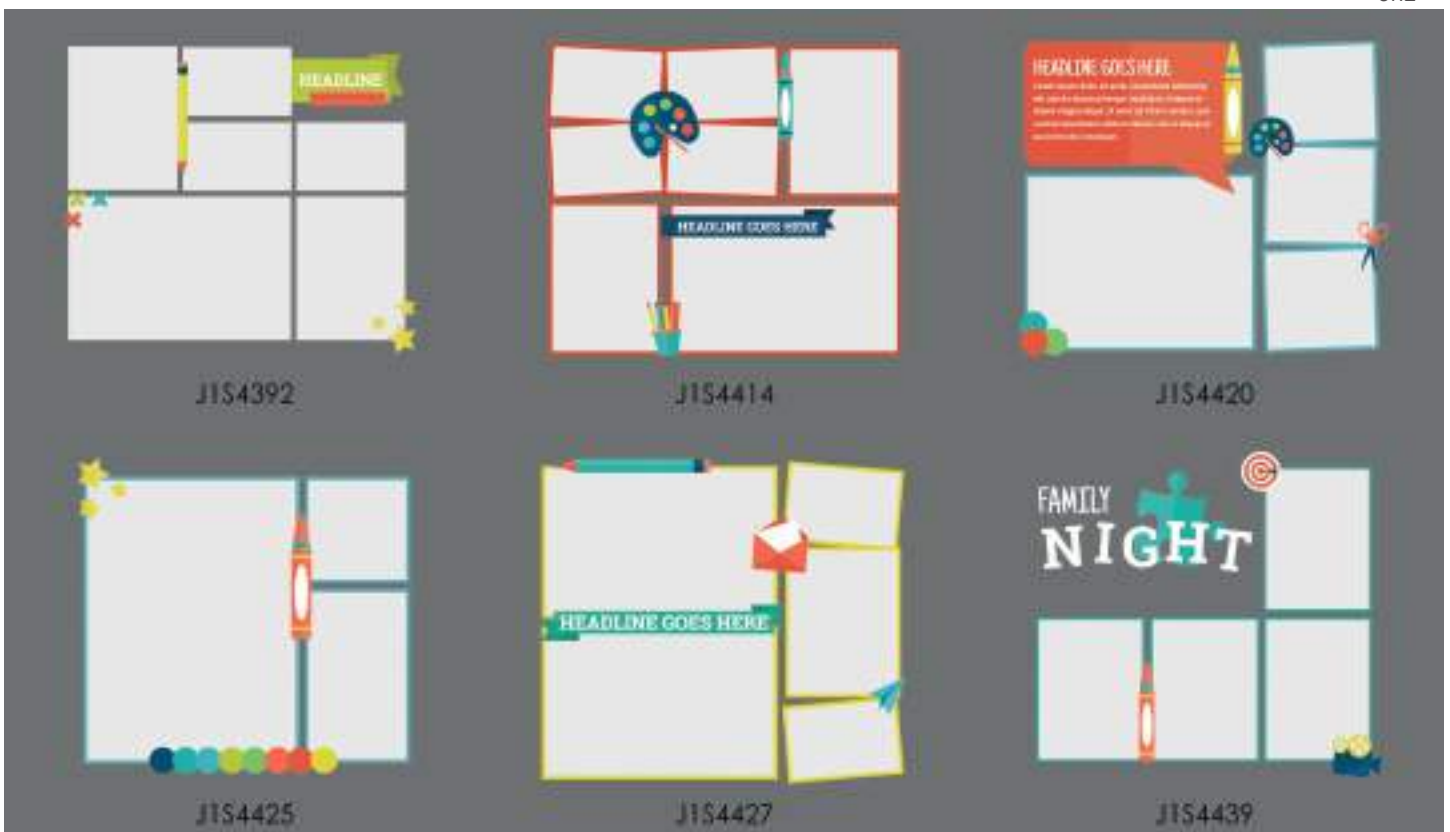 HEADLINE
HEADLINE GOES HERE
HEADLINE GOES HERE
J1S4392
J1S4414
J1S4420
HEADLINE GOES HERE
FAMILY
NIGHT
J1S4425
J1S4427
J1S4439